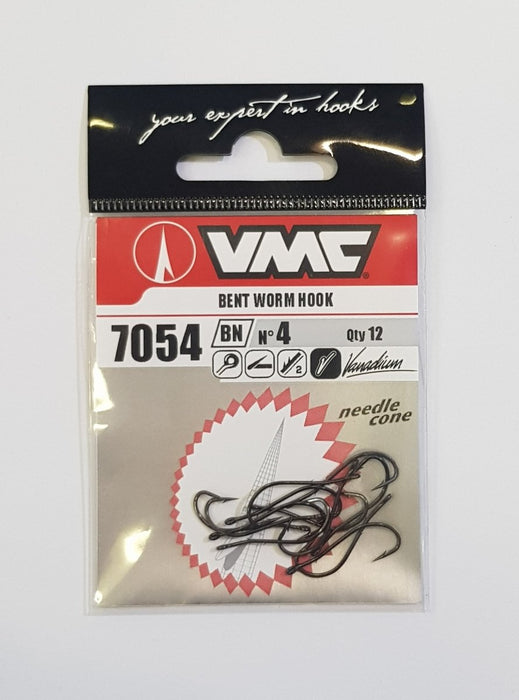 your expert in hooks
VMC®
BENT WORM HOOK
7054 BN N° 4 Qty 12
2 Vanadium
needle
cone